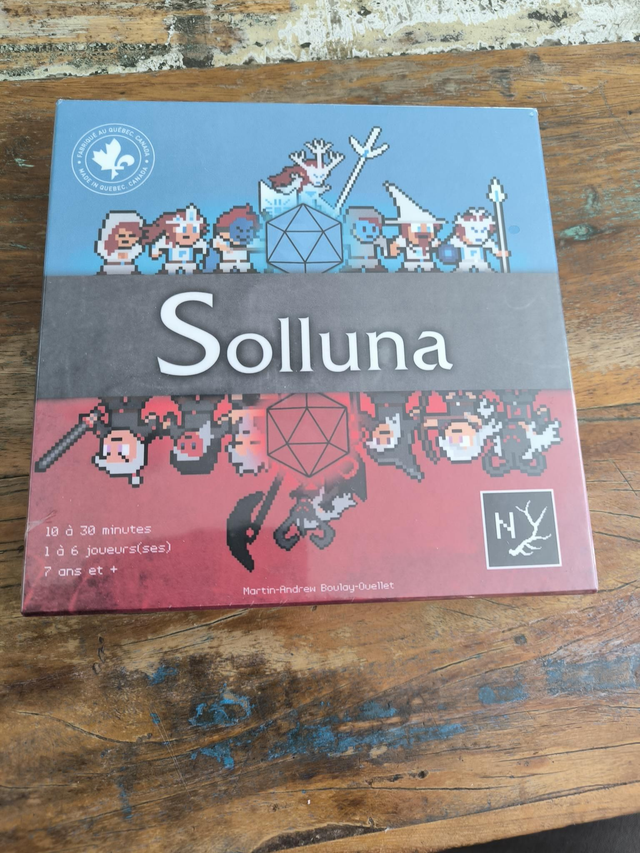 FABRIQUÉ AU QUÉBEC, CANADA
MADE IN QUEBEC, CANADA
Solluna
10 à 30 minutes
1 à 6 joueurs(ses)
7 ans et +
NY
Martin-Andrew Boulay-Ouellet